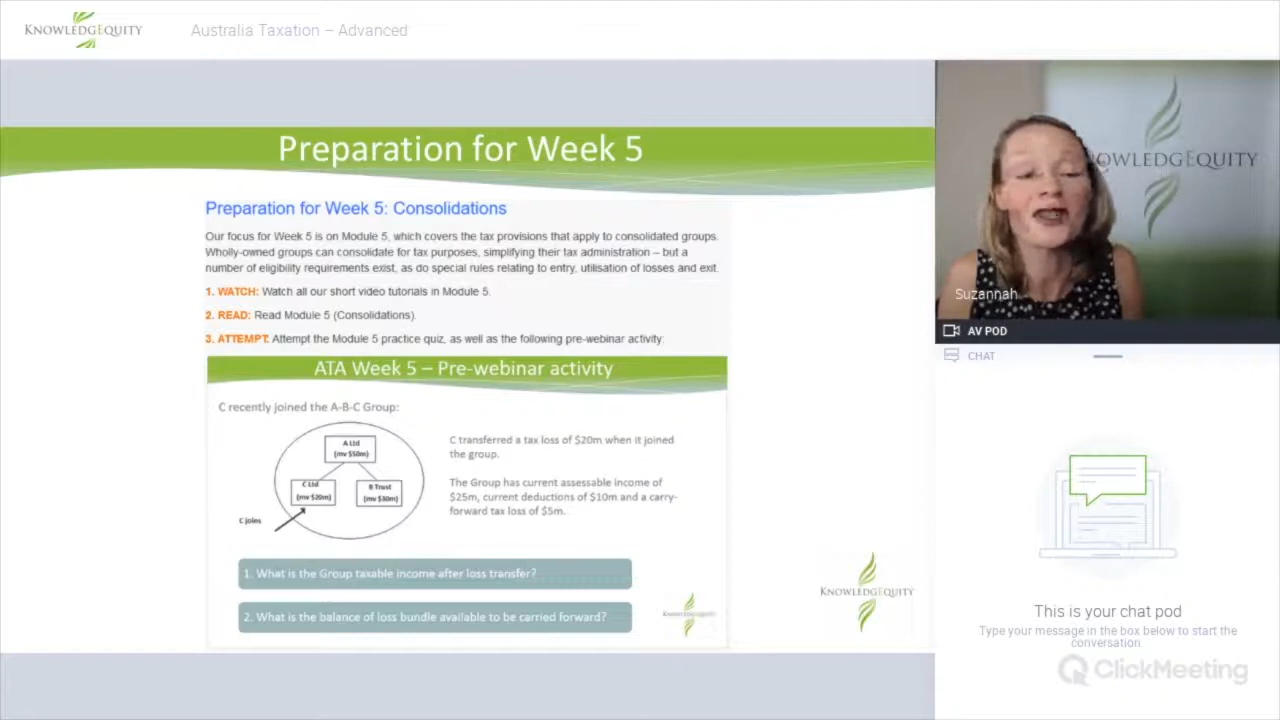 KNOWLEDGEQUITY
Australia Taxation – Advanced
Preparation for Week 5
Preparation for Week 5: Consolidations
Our focus for Week 5 is on Module 5, which covers the tax provisions that apply to consolidated groups.
Wholly-owned groups can consolidate for tax purposes, simplifying their tax administration – but a
number of eligibility requirements exist, as do special rules relating to entry, utilisation of losses and exit.
1. WATCH: Watch all our short video tutorials in Module 5.
2. READ: Read Module 5 (Consolidations).
3. ATTEMPT: Attempt the Module 5 practice quiz, as well as the following pre-webinar activity:
ATA Week 5 – Pre-webinar activity
C recently joined the A-B-C Group:
A Ltd
(mv $50m)
C Ltd
(mv $20m)
B Trust
(mv $30m)
C joins
C transferred a tax loss of $20m when it joined
the group.
The Group has current assessable income of
$25m, current deductions of $10m and a carry-
forward tax loss of $5m.
1. What is the Group taxable income after loss transfer?
2. What is the balance of loss bundle available to be carried forward?
KNOWLEDGEQUITY
KNOWLEDGEQUITY
KNOWLEDGEQUITY
Suzannah
AV POD
CHAT
This is your chat pod
Type your message in the box below to start the
conversation.
ClickMeeting